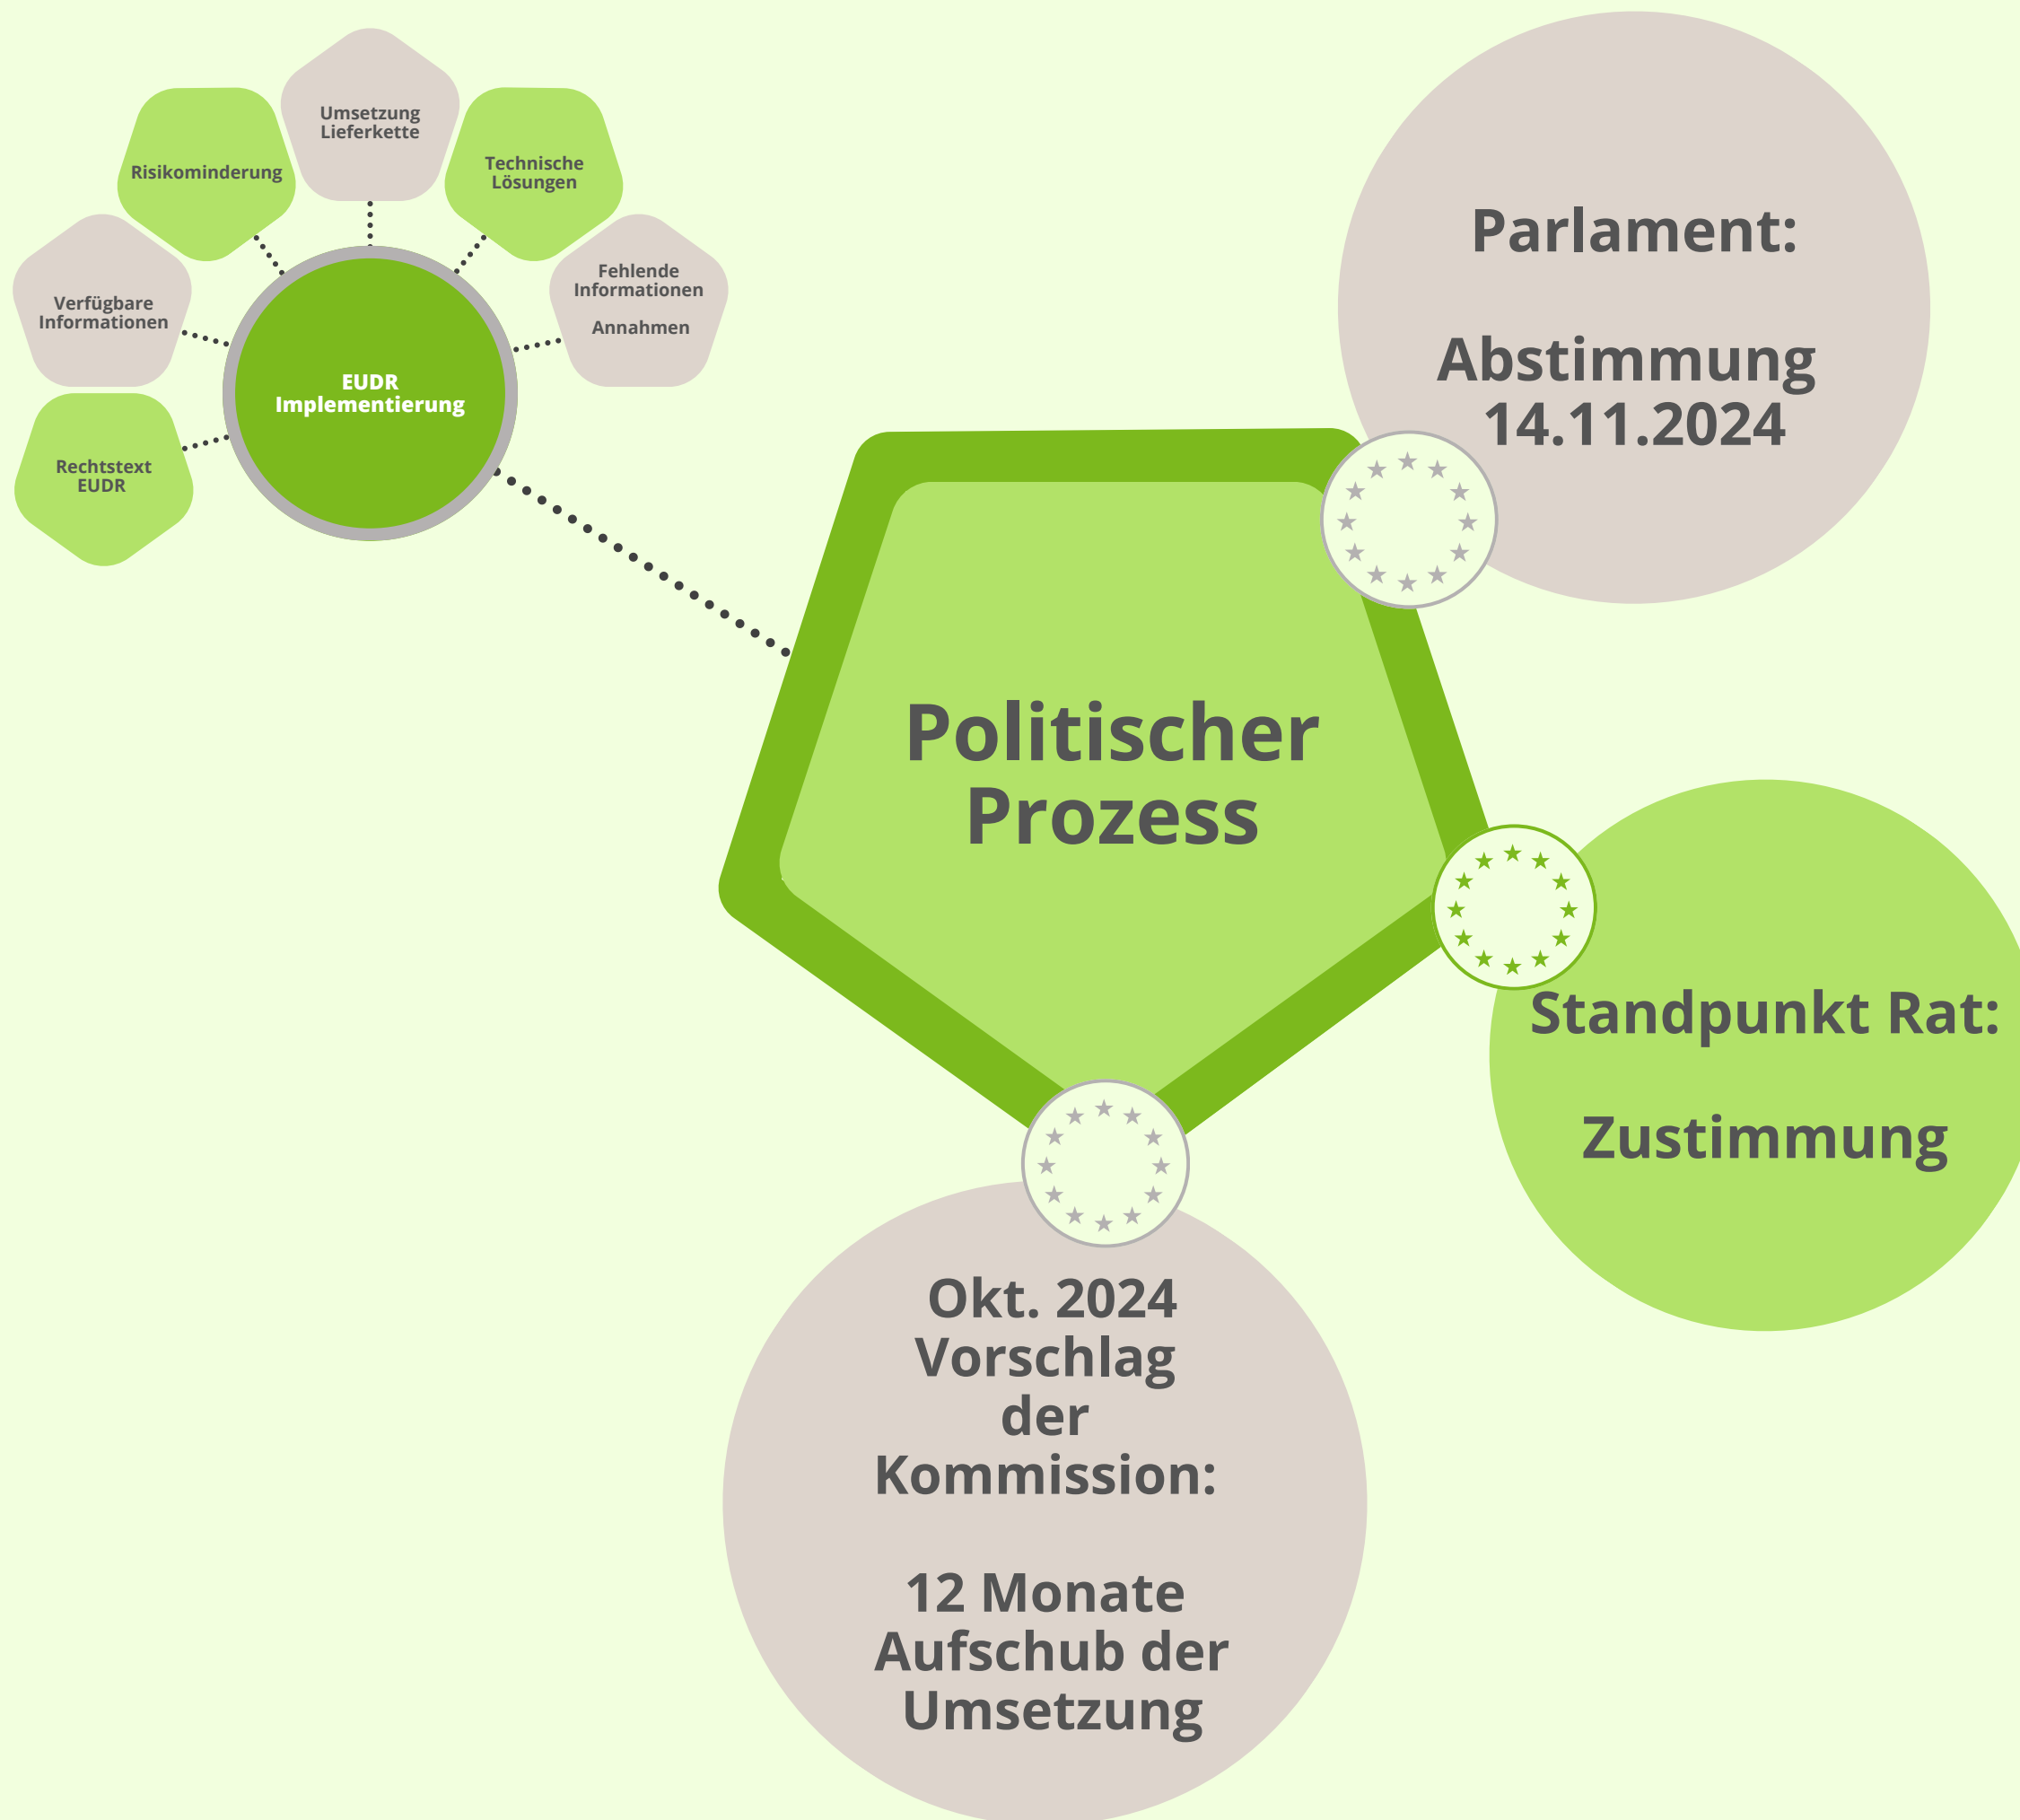 Umsetzung
Lieferkette
Risikominderung
Technische
Lösungen
Verfügbare
Informationen
Fehlende
Informationen
Annahmen
EUDR
Implementierung
Rechtstext
EUDR
Politischer
Prozess
Parlament:
Abstimmung
14.11.2024
Standpunkt Rat:
Zustimmung
Okt. 2024
Vorschlag
der
Kommission:
12 Monate
Aufschub der
Umsetzung